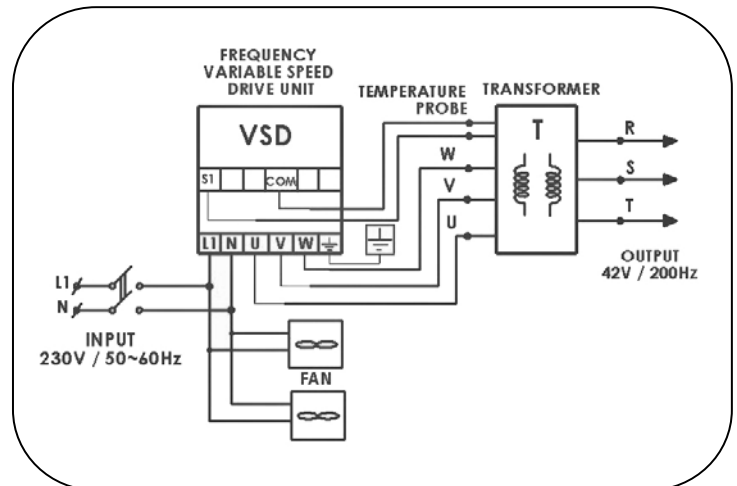 FREQUENCY
VARIABLE SPEED
DRIVE UNIT
VSD
S1
COM
L1 N U V W
TEMPERATURE
PROBE
W
V
U
TRANSFORMER
T
R
S
T
OUTPUT
42V / 200Hz
L1
N
INPUT
230V / 50~60Hz
FAN